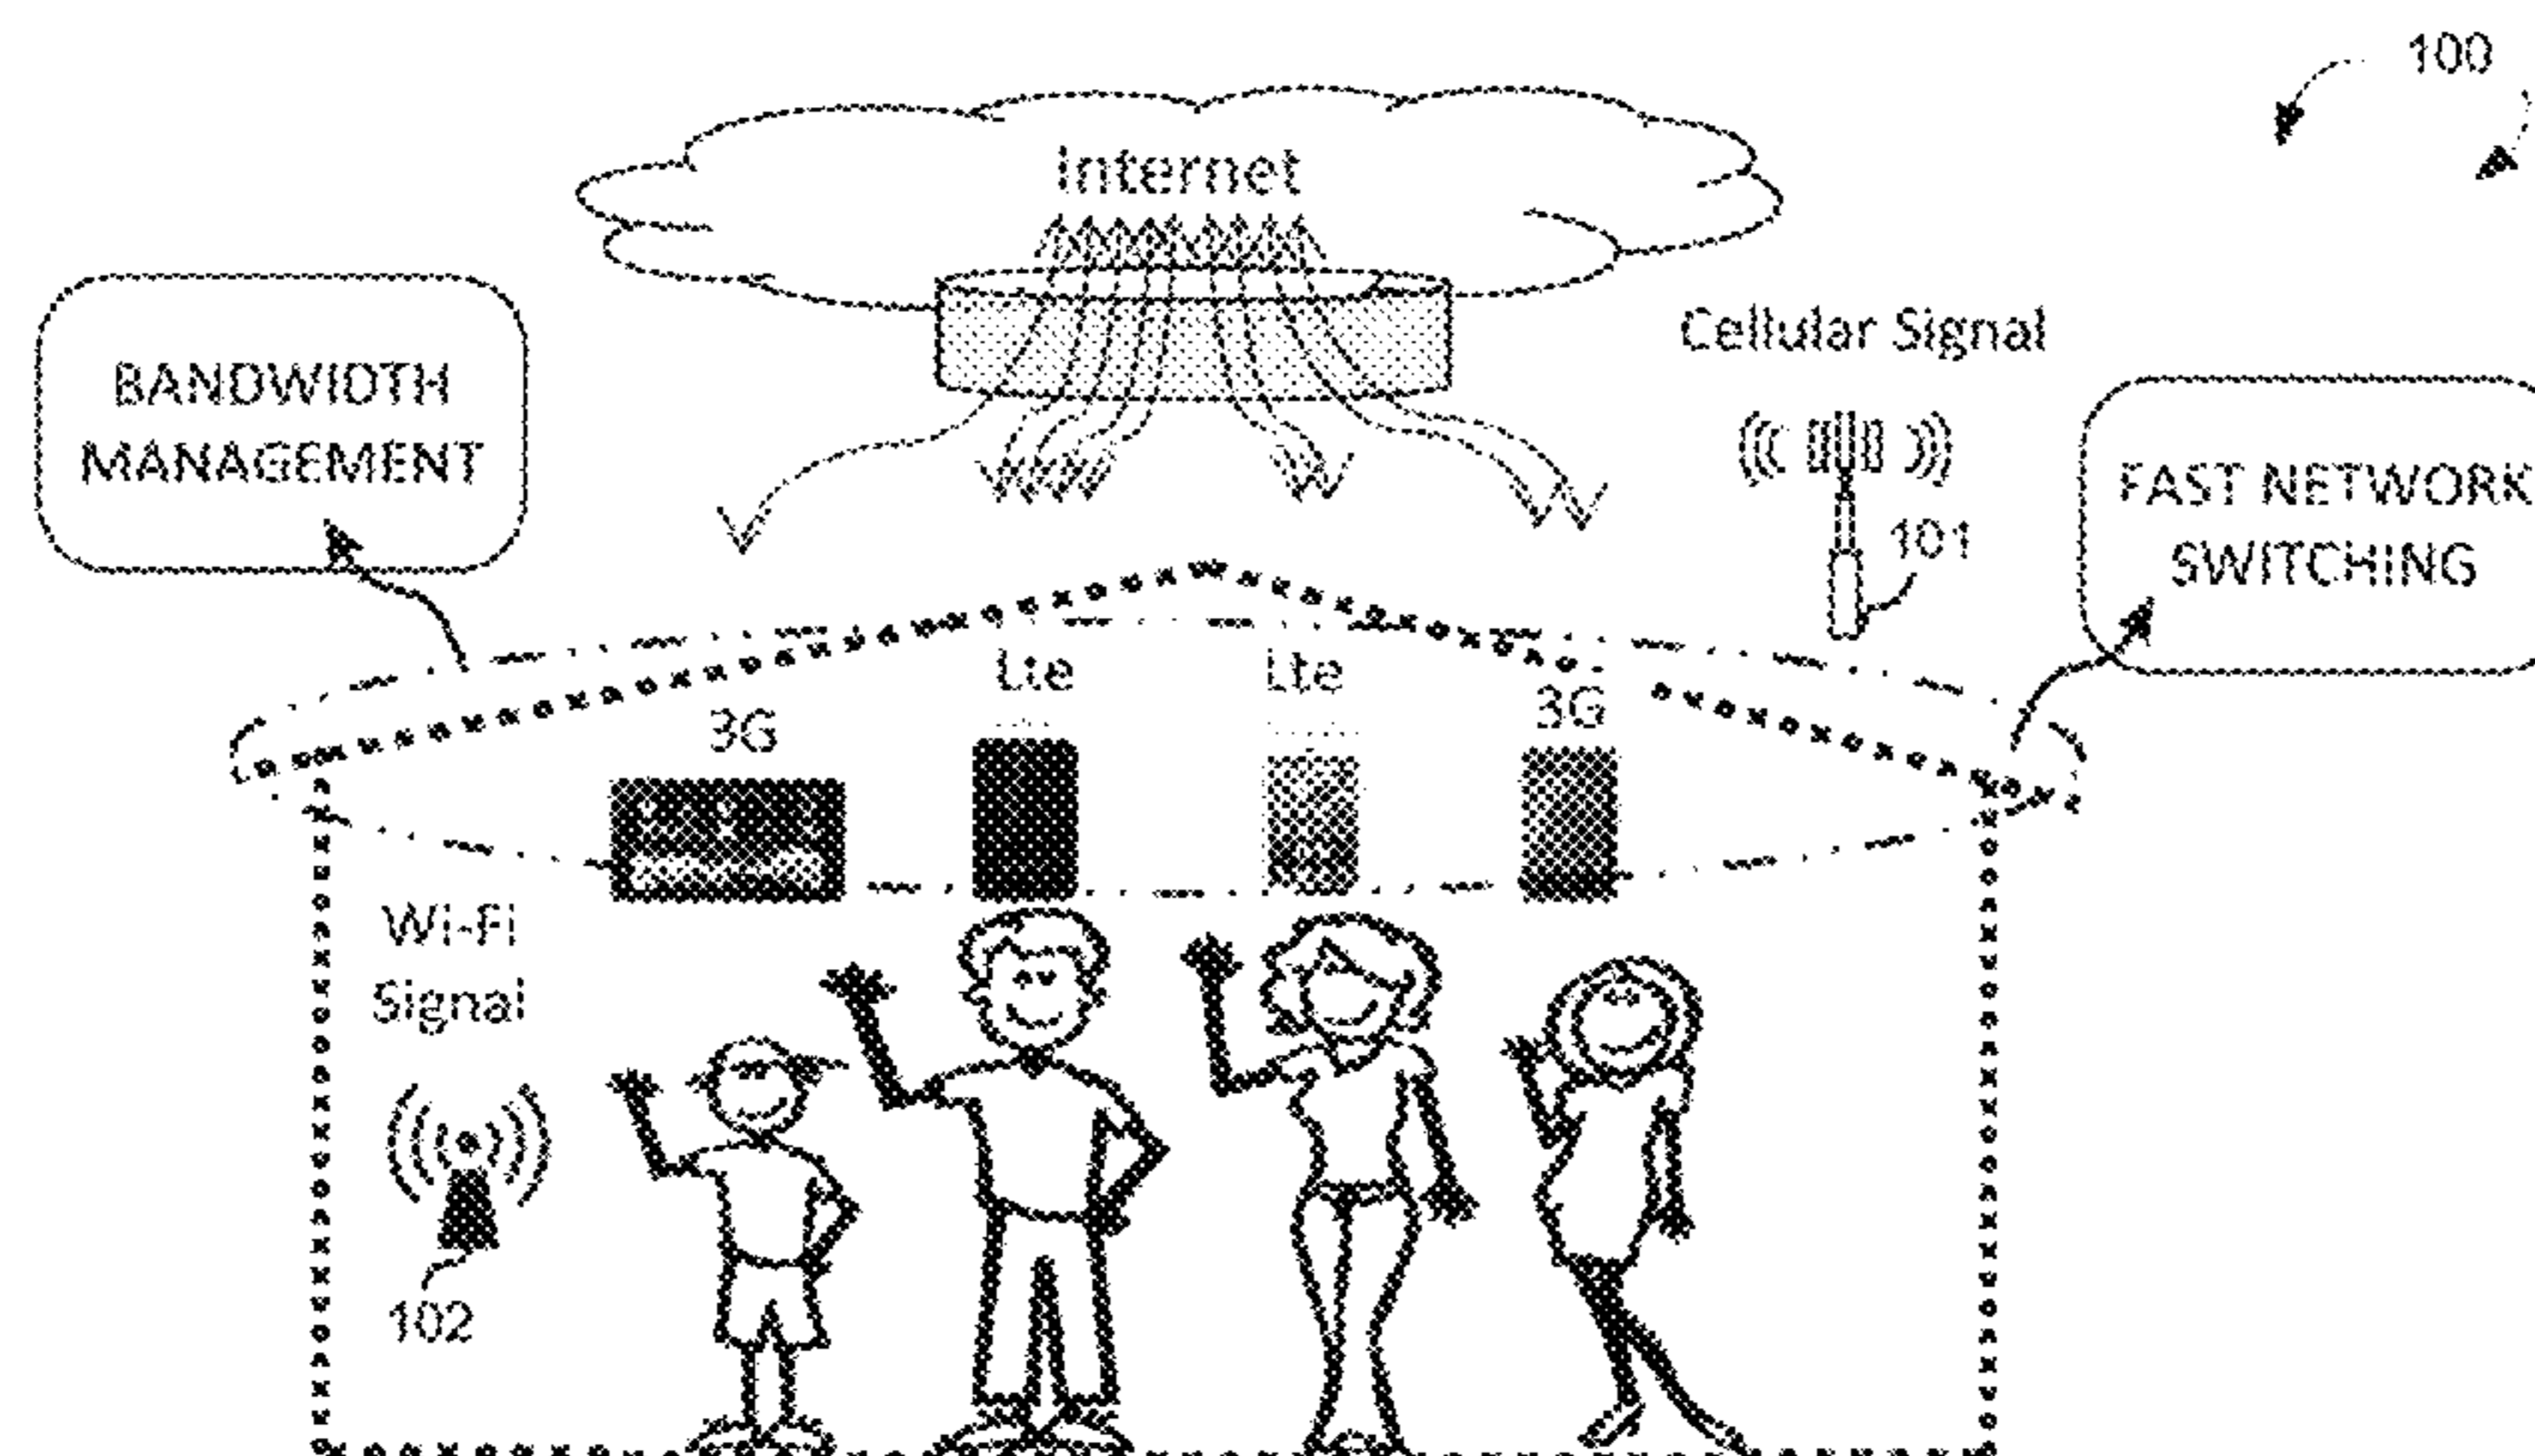 100
Internet
Cellular Signal
BANDWIDTH
MANAGEMENT
FAST NETWORK
SWITCHING
101
Lte
Lte
3G
3G
Wi-Fi
Signal
102